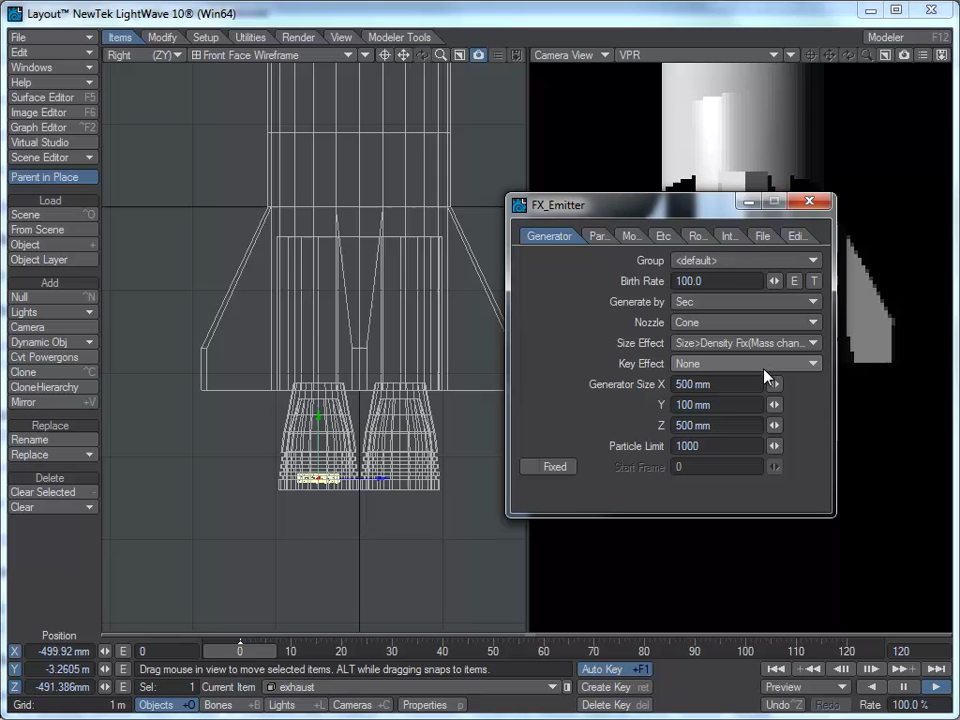 Layout™ NewTek LightWave 10® (Win64)
File
Items
Modify
Setup
Utilities
Render
View
Modeler Tools
Modeler
F12
Edit
Right
(ZY)
Front Face Wireframe
Camera View
VPR
Windows
Help
Surface Editor F5
Image Editor F6
Graph Editor ^F2
Virtual Studio
Scene Editor
Parent in Place
Load
Scene ^O
From Scene
Object +
Object Layer
Add
Null ^N
Lights
Camera
Dynamic Obj
Cvt Powergons
Clone ^C
CloneHierarchy
Mirror +V
Replace
Rename
Replace
Delete
Clear Selected -
Clear
FX_Emitter
Generator
Par...
Mo...
Etc
Ro...
Int...
File
Edi...
Group <default>
Birth Rate 100.0 E T
Generate by Sec
Nozzle Cone
Size Effect Size>Density Fix(Mass chan...
Key Effect None
Generator Size X 500 mm
Y 100 mm
Z 500 mm
Particle Limit 1000
Fixed
Start Frame 0
Position
X -499.92 mm E
0
0 10 20 30 40 50 60 70 80 90 100 110 120
120
Y -3.2605 m E
Drag mouse in view to move selected items. ALT while dragging snaps to items.
Auto Key +F1
Z -491.386mm E
Sel: 1
Current Item
exhaust
+L
Create Key ret
Preview
Grid: 1 m
Objects +O
Bones +B
Lights +L
Cameras +C
Properties p
Delete Key del
Undo ^Z
Redo
Rate 100.0 %